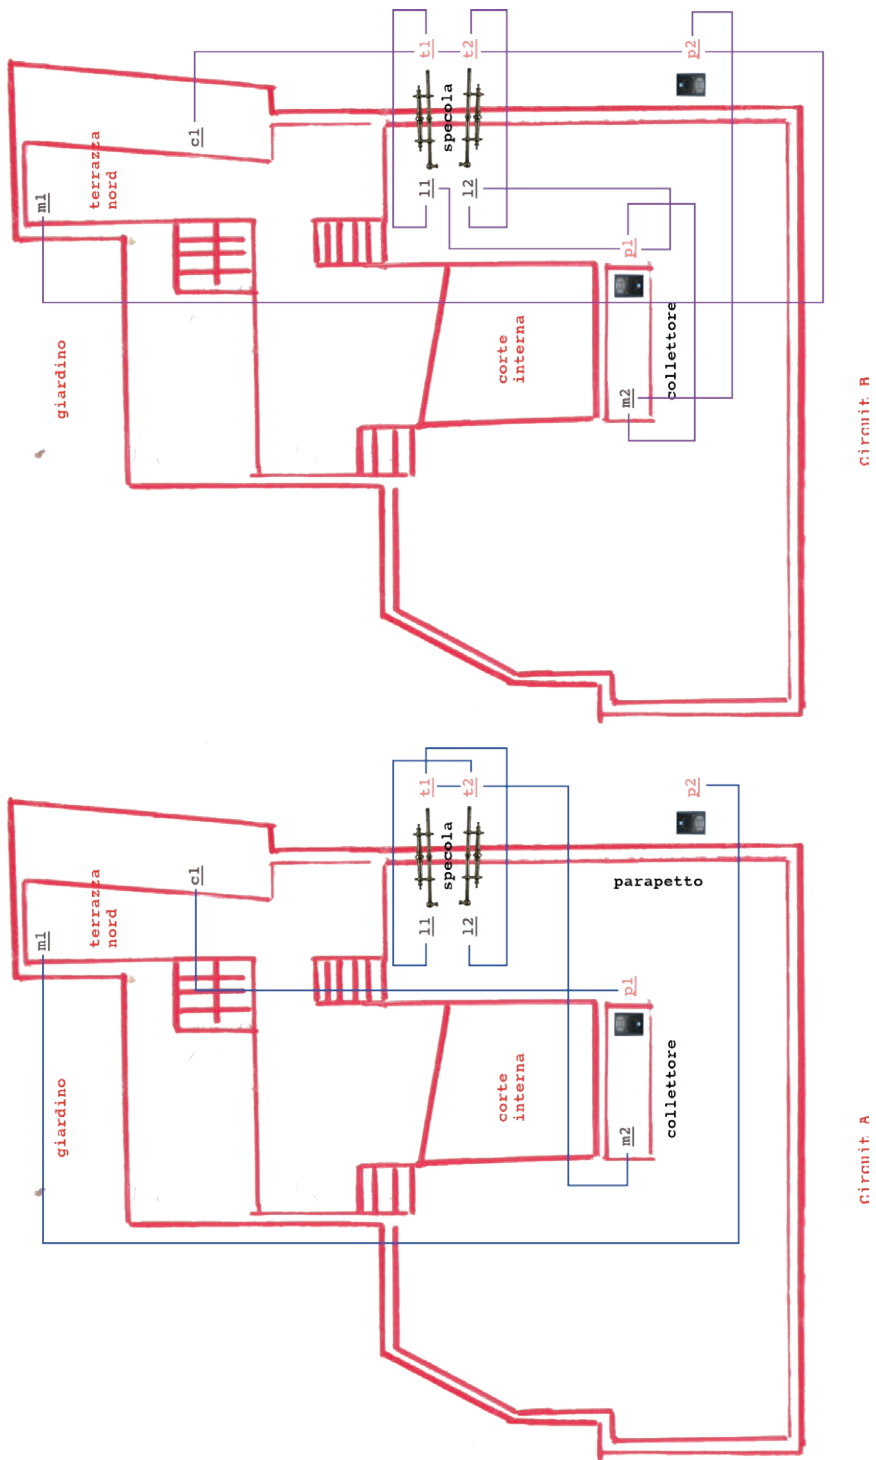 t1
t2
p2
specola
c1
terrazza
nord
m1
l1
l2
p1
giardino
corte
interna
collettore
m2
Circuit B
t1
t2
p2
specola
c1
parapetto
terrazza
nord
m1
l1
l2
p1
giardino
corte
interna
collettore
m2
Circuit A